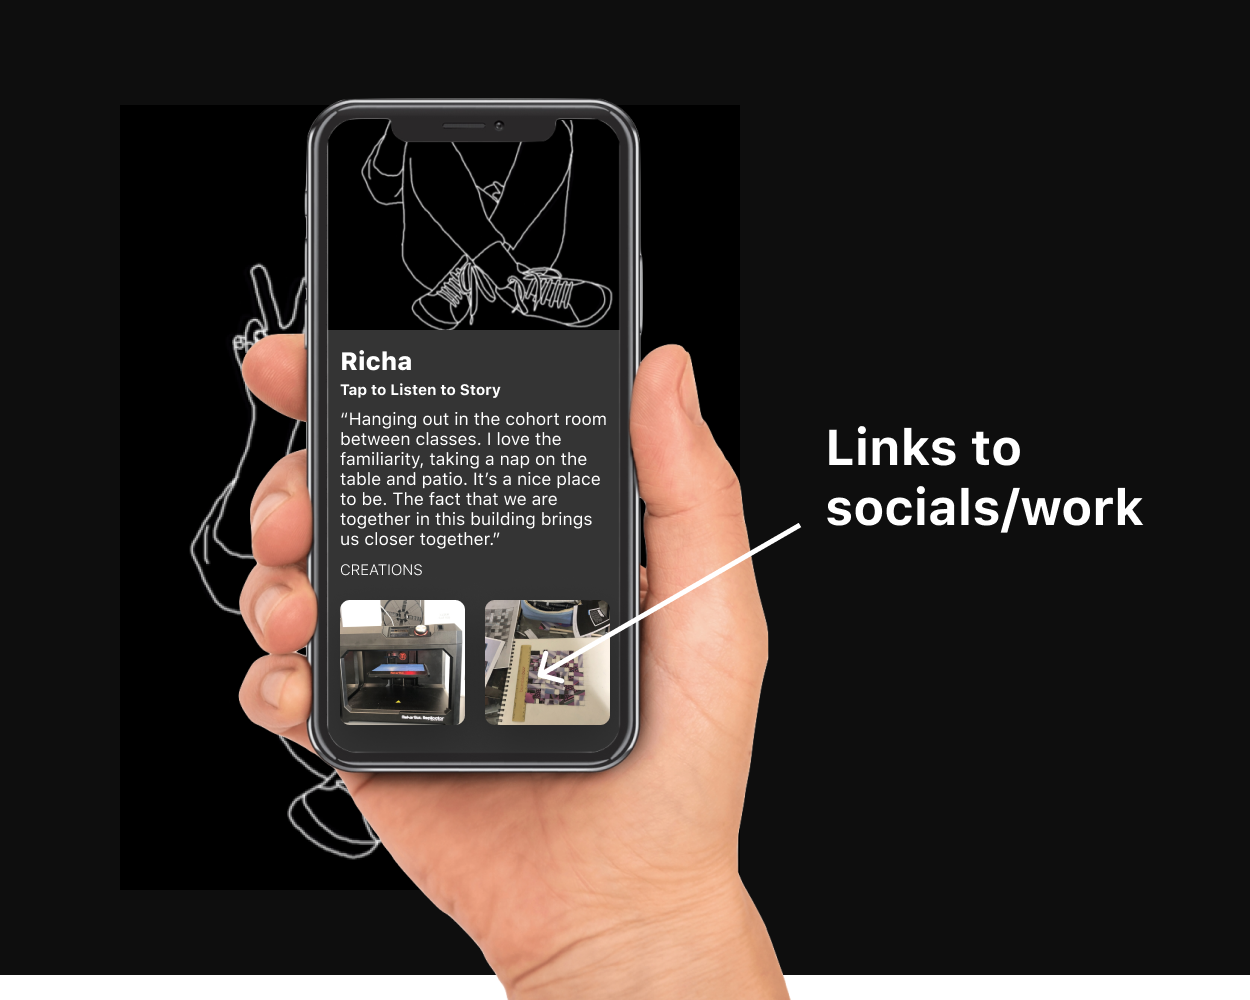 Richa
Tap to Listen to Story
“Hanging out in the cohort room
between classes. I love the
familiarity, taking a nap on the
table and patio. It’s a nice place
to be. The fact that we are
together in this building brings
us closer together.”
CREATIONS
MakerBot Replicator
Links to
socials/work